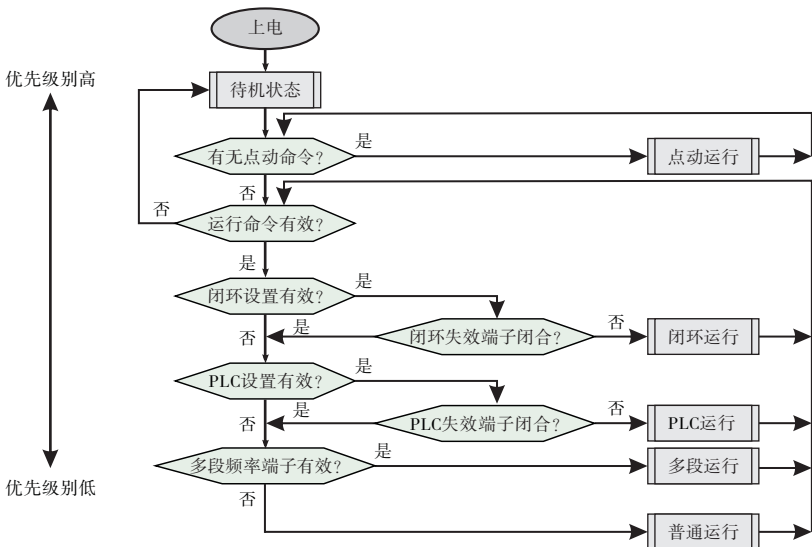 上电
优先级别高
待机状态
是
有无点动命令?
点动运行
否
否
运行命令有效?
是
是
闭环设置有效?
否
是
否
闭环失效端子闭合?
闭环运行
是
PLC设置有效?
否
是
否
PLC失效端子闭合?
PLC运行
是
多段频率端子有效?
多段运行
优先级别低
否
普通运行